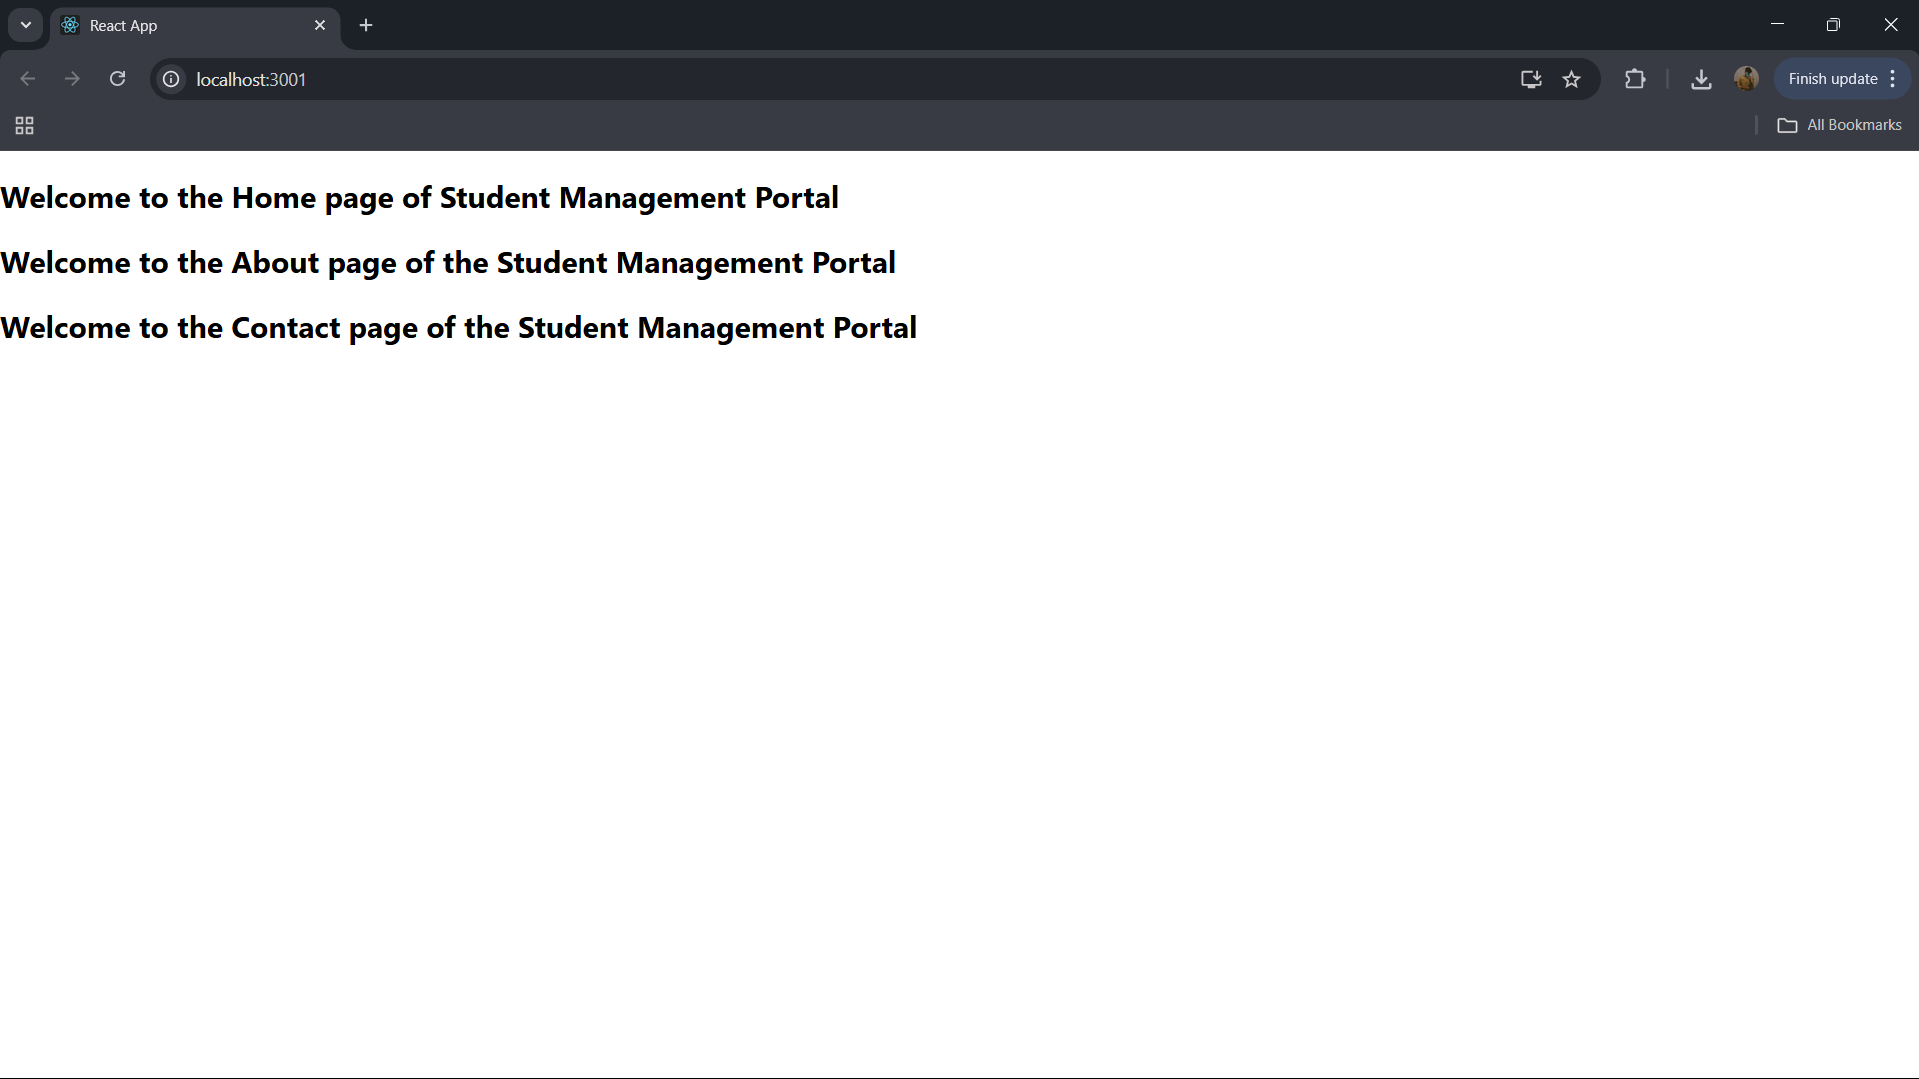 React App
localhost:3001
Finish update
All Bookmarks
Welcome to the Home page of Student Management Portal
Welcome to the About page of the Student Management Portal
Welcome to the Contact page of the Student Management Portal